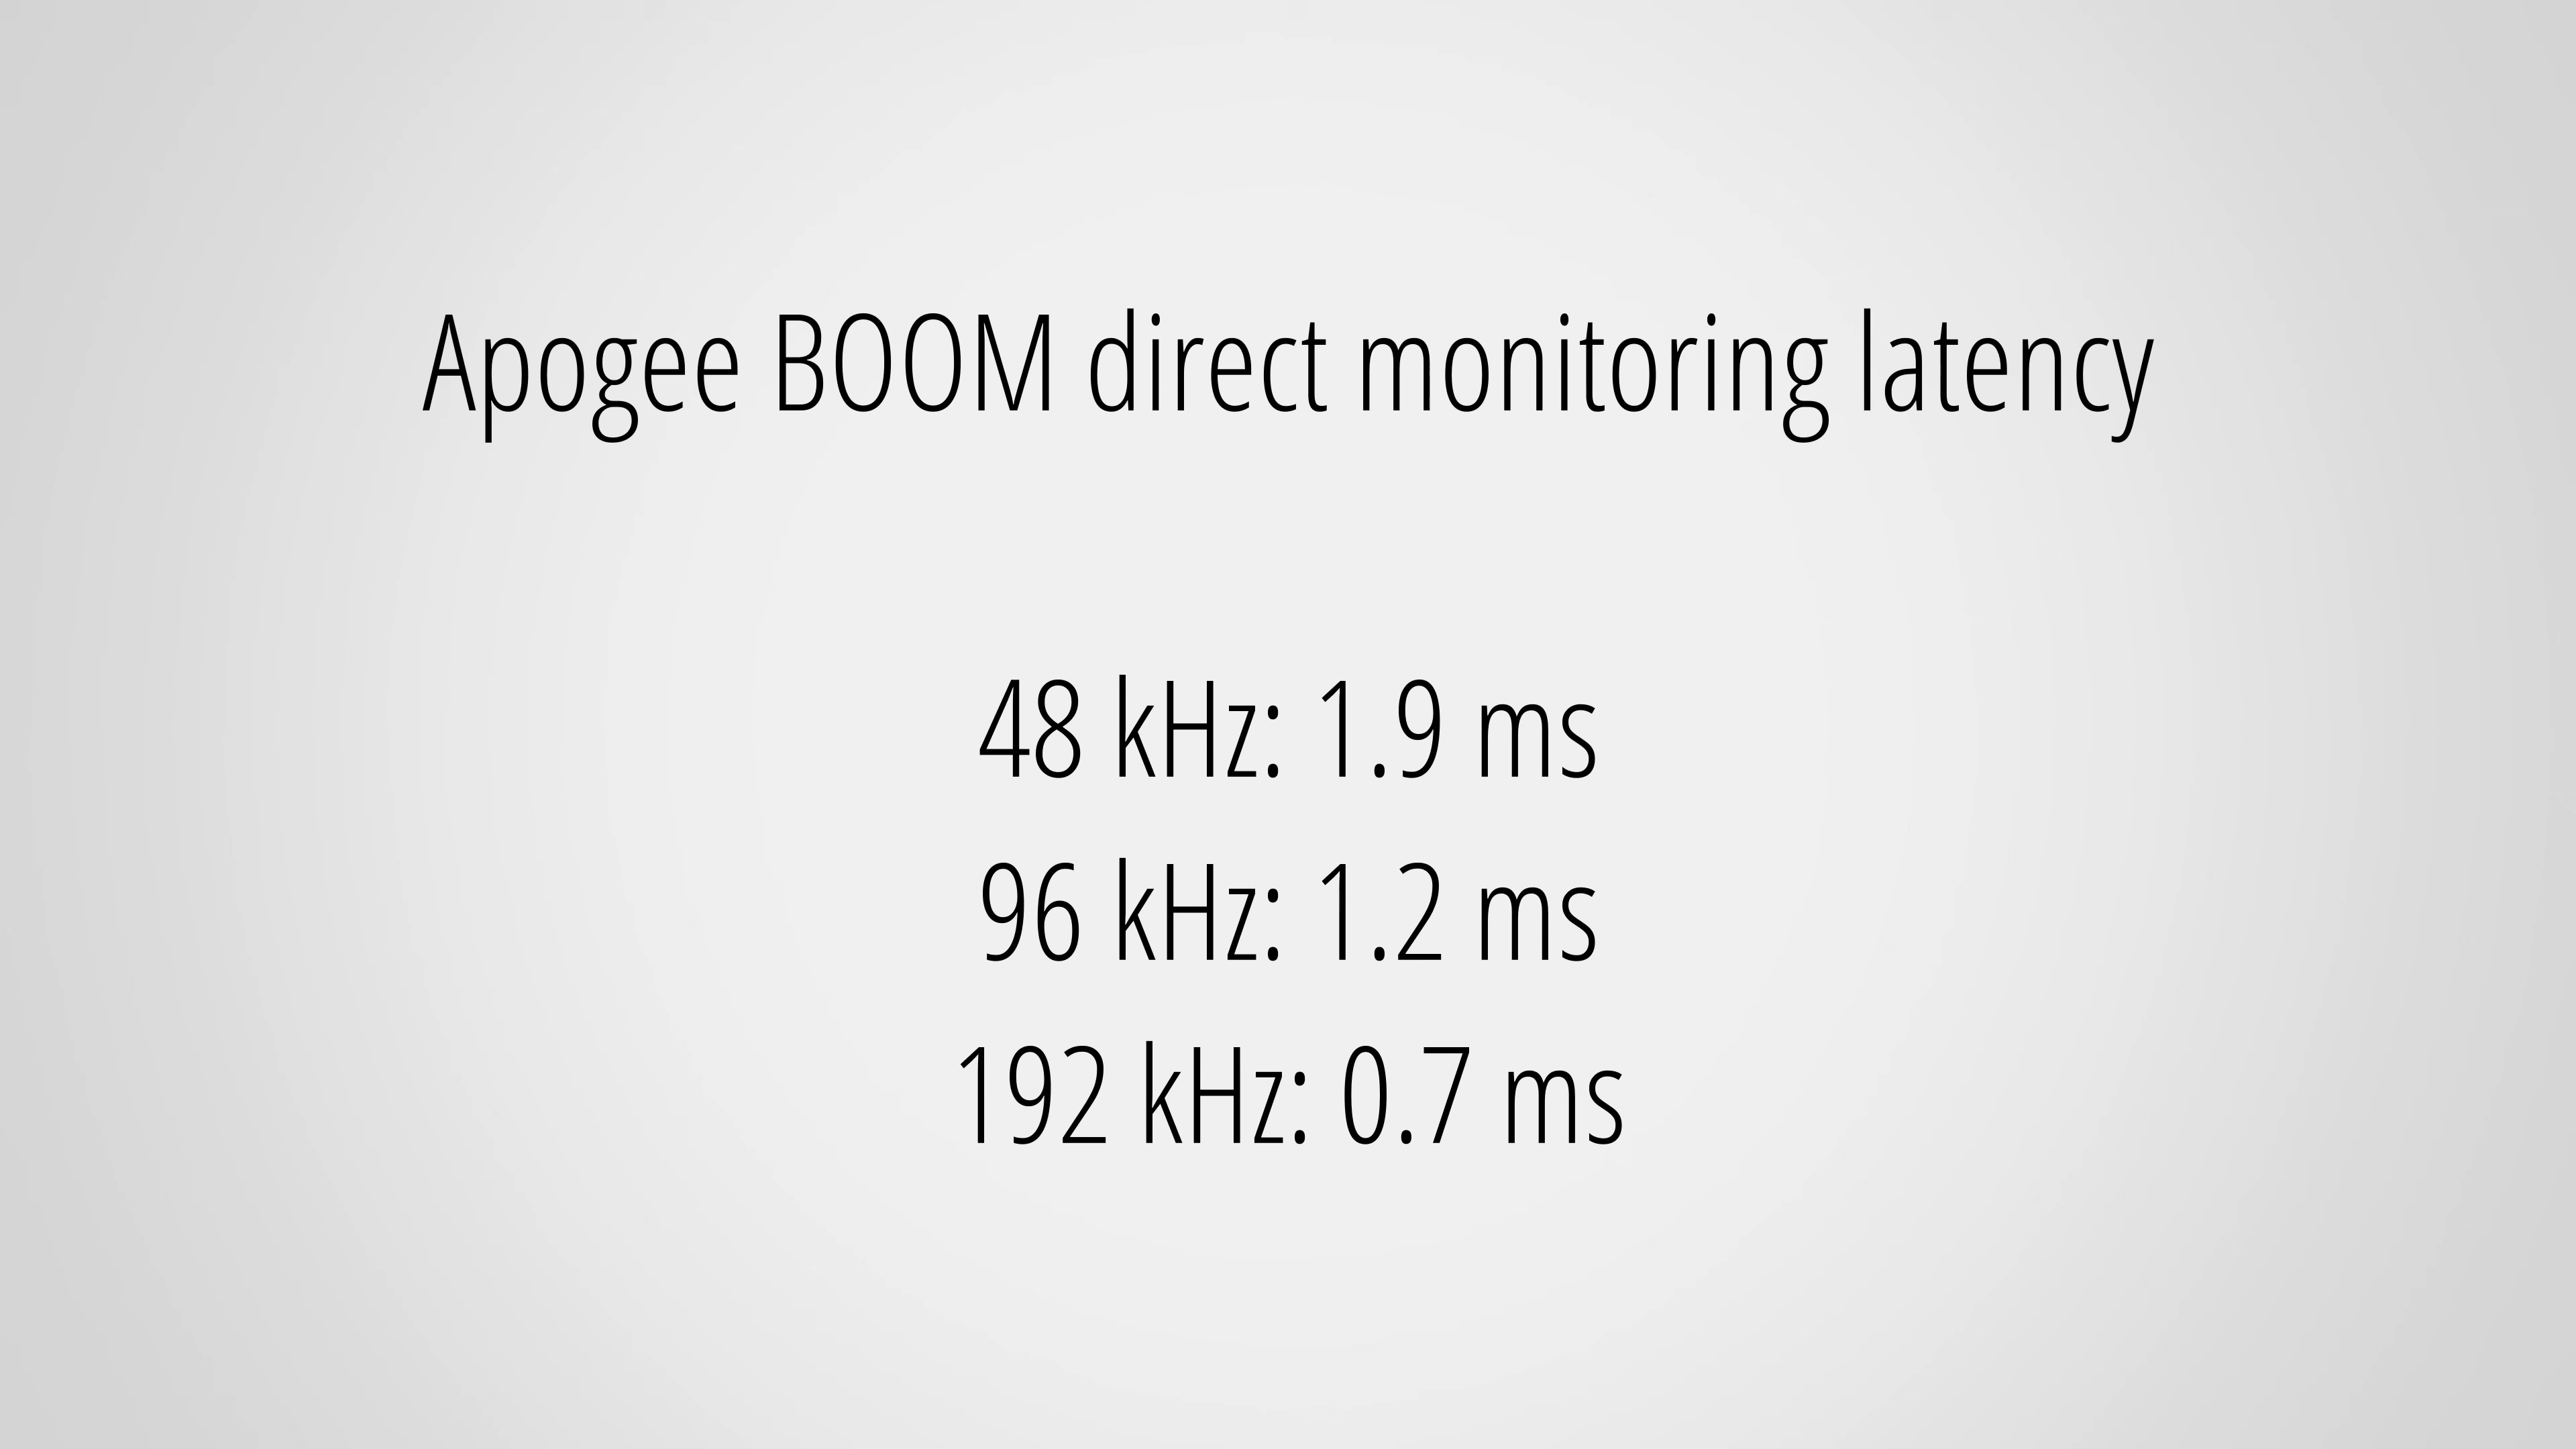 Apogee BOOM direct monitoring latency
48 kHz: 1.9 ms
96 kHz: 1.2 ms
192 kHz: 0.7 ms